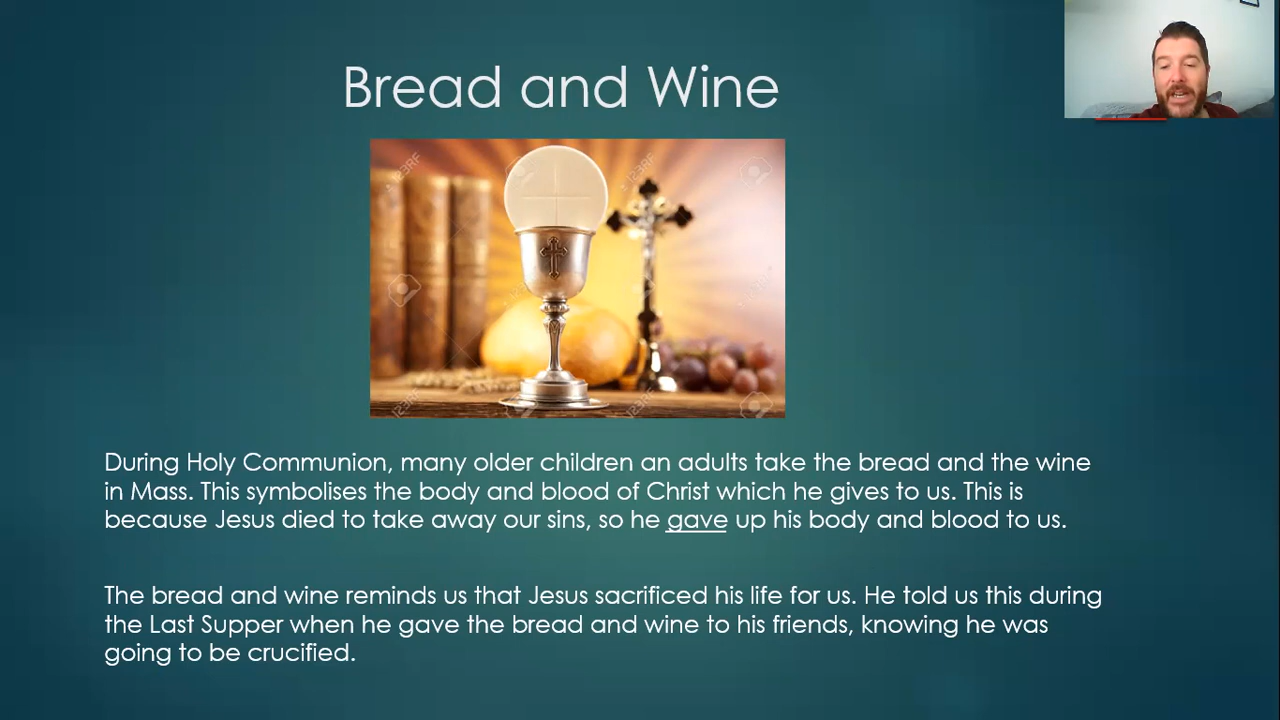 Bread and Wine
123RF
123RF
123RF
123RF
During Holy Communion, many older children an adults take the bread and the wine
in Mass. This symbolises the body and blood of Christ which he gives to us. This is
because Jesus died to take away our sins, so he gave up his body and blood to us.
The bread and wine reminds us that Jesus sacrificed his life for us. He told us this during
the Last Supper when he gave the bread and wine to his friends, knowing he was
going to be crucified.